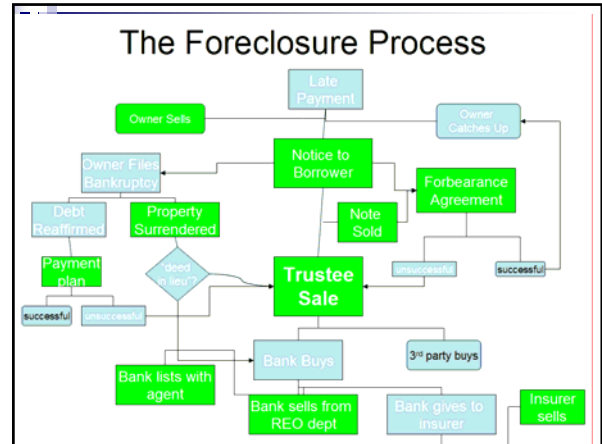 The Foreclosure Process
Late
Payment
Owner Sells
Owner
Catches Up
Notice to
Borrower
Owner Files
Bankruptcy
Forbearance
Agreement
Debt
Reaffirmed
Property
Surrendered
Note
Sold
Payment
plan
"deed
in lieu"?
Trustee
Sale
unsuccessful
successful
successful
unsuccessful
Bank Buys
3rd party buys
Bank lists with
agent
Bank sells from
REO dept
Bank gives to
insurer
Insurer
sells